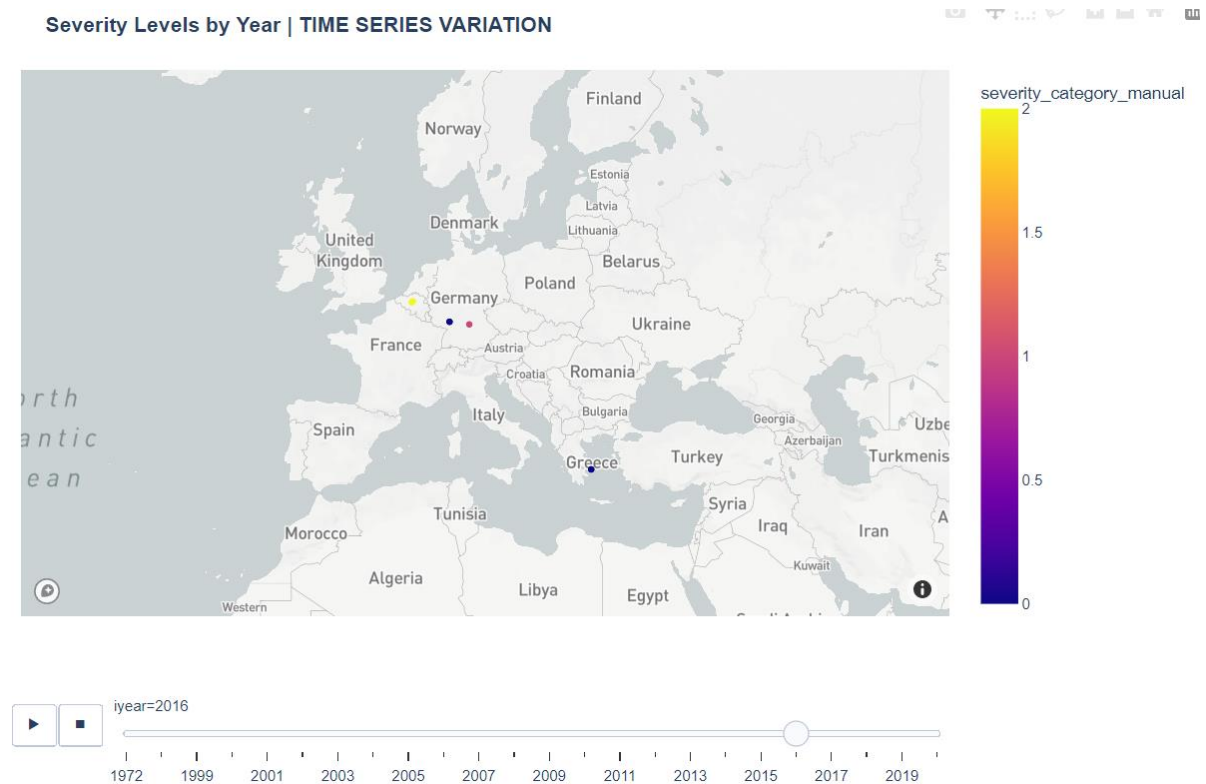 Severity Levels by Year | TIME SERIES VARIATION
severity_category_manual
2
1.5
1
0.5
0
Finland
Norway
Estonia
Latvia
Denmark
Lithuania
United
Kingdom
Belarus
Poland
Germany
Ukraine
France
Austria
Croatia
Romania
Italy
Bulgaria
Georgia
Spain
Azerbaijan
Uzbe
Turkmenis
Greece
Turkey
Syria
Tunisia
Iraq
Iran
A
Morocco
Kuwait
Algeria
Libya
Egypt
Western
orth
antic
ean
iyear=2016
1972 1999 2001 2003 2005 2007 2009 2011 2013 2015 2017 2019